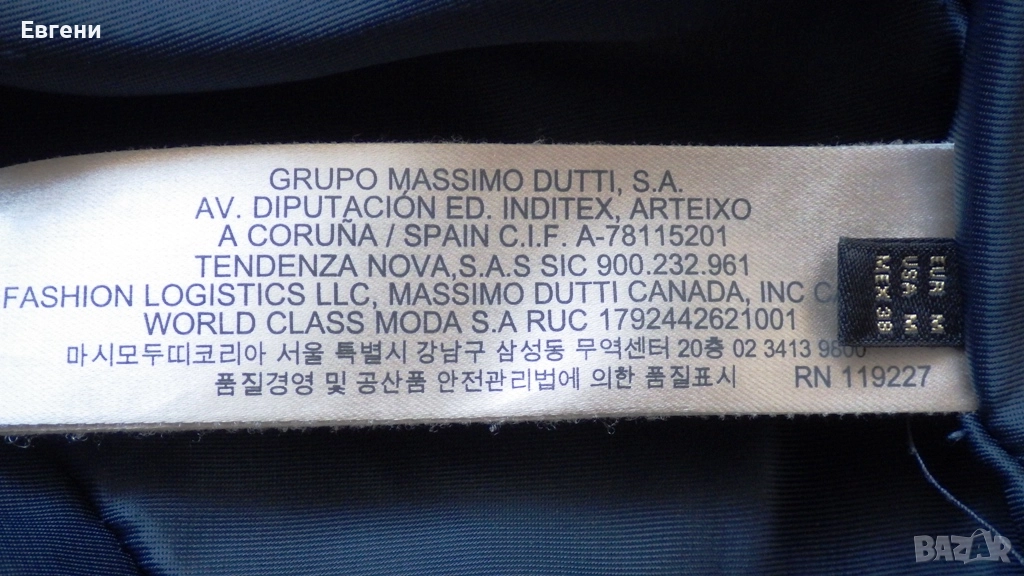 Евгени
GRUPO MASSIMO DUTTI, S.A.
AV. DIPUTACIÓN ED. INDITEX, ARTEIXO
A CORUÑA / SPAIN C.I.F. A-78115201
TENDENZA NOVA,S.A.S SIC 900.232.961
FASHION LOGISTICS LLC, MASSIMO DUTTI CANADA, INC
WORLD CLASS MODA S.A RUC 1792442621001
마시모두띠코리아 서울 특별시 강남구 삼성동 무역센터 20층 02 3413 9800
품질경영 및 공산품 안전관리법에 의한 품질표시 RN 119227
EUR M
USA M
MEX 38
BAZAR